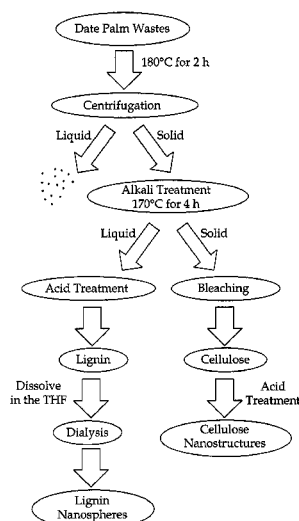 Date Palm Wastes
180°C for 2 h
Centrifugation
Liquid
Solid
Alkali Treatment
170°C for 4 h
Liquid
Solid
Acid Treatment
Bleaching
Lignin
Cellulose
Dissolve
in the THF
Acid
Treatment
Dialysis
Cellulose
Nanostructures
Lignin
Nanospheres